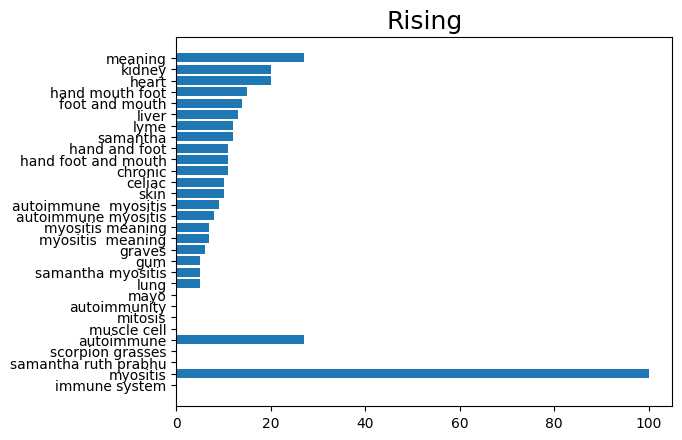 Rising
meaning
kidney
heart
hand mouth foot
foot and mouth
liver
lyme
samantha
hand and foot
hand foot and mouth
chronic
celiac
skin
autoimmune  myositis
autoimmune myositis
myositis meaning
myositis  meaning
graves
gum
samantha myositis
lung
mayo
autoimmunity
mitosis
muscle cell
autoimmune
scorpion grasses
samantha ruth prabhu
myositis
immune system
0 20 40 60 80 100